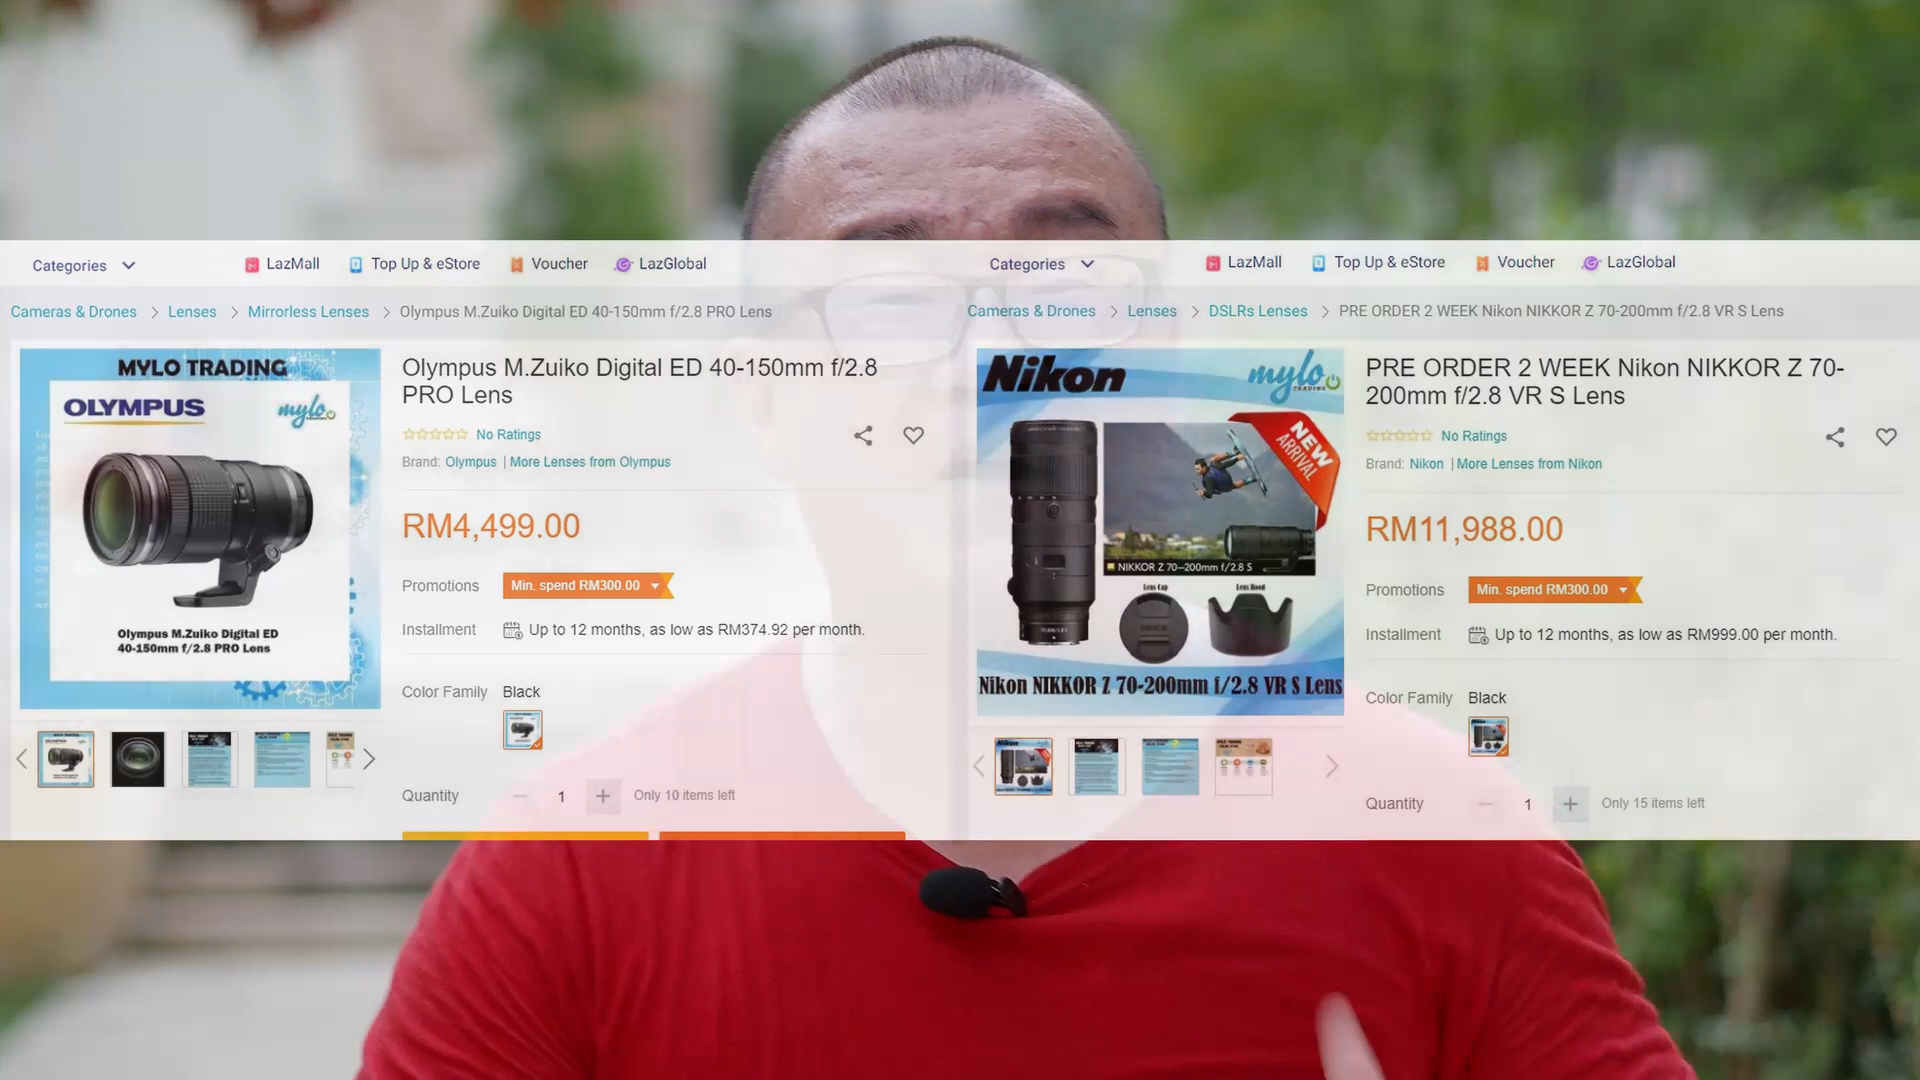 Categories
LazMall
Top Up & eStore
Voucher
LazGlobal
Cameras & Drones > Lenses > Mirrorless Lenses > Olympus M.Zuiko Digital ED 40-150mm f/2.8 PRO Lens
MYLO TRADING
OLYMPUS
mylo
Olympus M.Zuiko Digital ED
40-150mm f/2.8 PRO Lens
Olympus M.Zuiko Digital ED 40-150mm f/2.8
PRO Lens
No Ratings
Brand: Olympus | More Lenses from Olympus
RM4,499.00
Promotions Min. spend RM300.00
Installment Up to 12 months, as low as RM374.92 per month.
Color Family Black
Quantity 1 Only 10 items left
Categories
LazMall
Top Up & eStore
Voucher
LazGlobal
Cameras & Drones > Lenses > DSLRs Lenses > PRE ORDER 2 WEEK Nikon NIKKOR Z 70-200mm f/2.8 VR S Lens
Nikon
mylo
TRADING
NEW
ARRIVAL
NIKKOR Z 70–200mm f/2.8 S
Lens Cap
Lens Hood
Nikon NIKKOR Z 70-200mm f/2.8 VR S Lens
PRE ORDER 2 WEEK Nikon NIKKOR Z 70-
200mm f/2.8 VR S Lens
No Ratings
Brand: Nikon | More Lenses from Nikon
RM11,988.00
Promotions Min. spend RM300.00
Installment Up to 12 months, as low as RM999.00 per month.
Color Family Black
Quantity 1 Only 15 items left